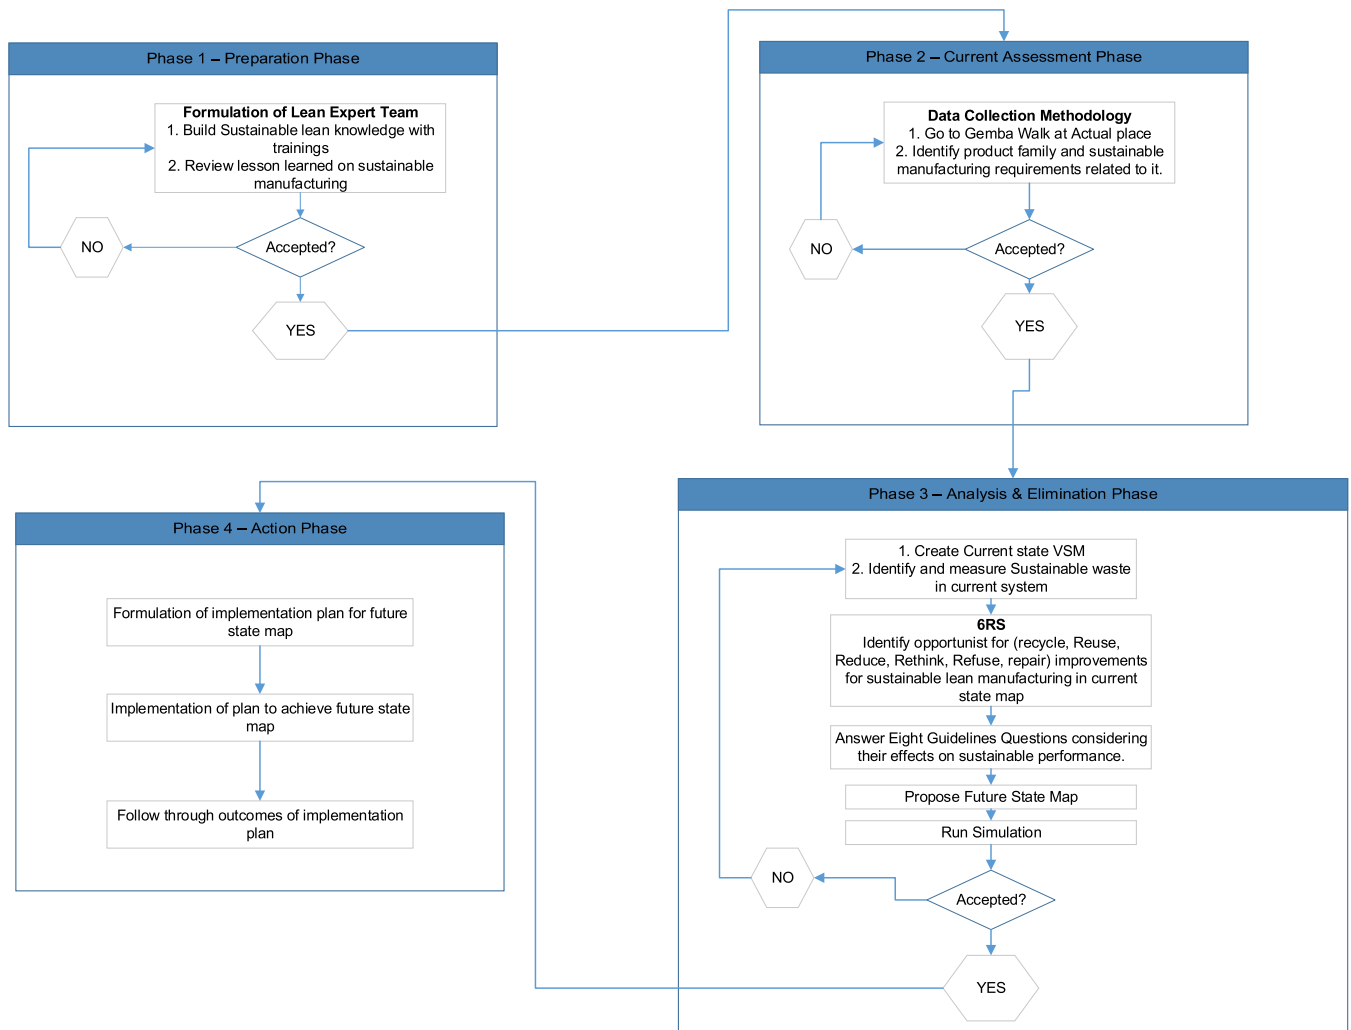 Phase 1 – Preparation Phase
Formulation of Lean Expert Team
1. Build Sustainable lean knowledge with
trainings
2. Review lesson learned on sustainable
manufacturing
Accepted?
NO
YES
Phase 2 – Current Assessment Phase
Data Collection Methodology
1. Go to Gemba Walk at Actual place
2. Identify product family and sustainable
manufacturing requirements related to it.
Accepted?
NO
YES
Phase 3 – Analysis & Elimination Phase
1. Create Current state VSM
2. Identify and measure Sustainable waste
in current system
6RS
Identify opportunist for (recycle, Reuse,
Reduce, Rethink, Refuse, repair) improvements
for sustainable lean manufacturing in current
state map
Answer Eight Guidelines Questions considering
their effects on sustainable performance.
Propose Future State Map
Run Simulation
Accepted?
NO
YES
Phase 4 – Action Phase
Formulation of implementation plan for future
state map
Implementation of plan to achieve future state
map
Follow through outcomes of implementation
plan